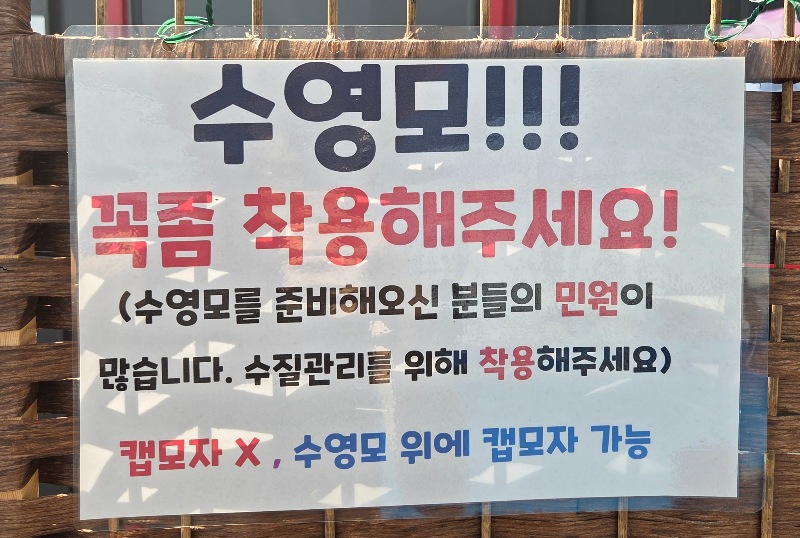 수영모!!!
꼭좀 착용해주세요!
(수영모를 준비해오신 분들의 민원이
많습니다. 수질관리를 위해 착용해주세요)
캡모자 X , 수영모 위에 캡모자 가능